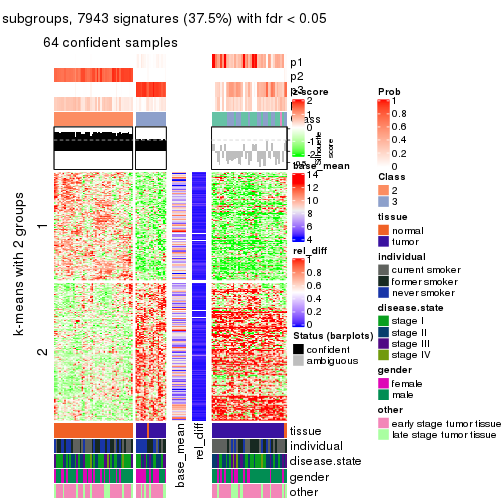 subgroups, 7943 signatures (37.5%) with fdr < 0.05
64 confident samples
p1
p2
p3
Class
Silhouette
score
k-means with 2 groups
1
2
z-score
2
1
0
-1
-2
base_mean
14
12
10
8
6
4
rel_diff
1
0.8
0.6
0.4
0.2
0
Status (barplots)
confident
ambiguous
Prob
1
0.8
0.6
0.4
0.2
0
Class
2
3
tissue
normal
tumor
individual
current smoker
former smoker
never smoker
disease.state
stage I
stage II
stage III
stage IV
gender
female
male
other
early stage tumor tissue
late stage tumor tissue
base_mean
rel_diff
tissue
individual
disease.state
gender
other